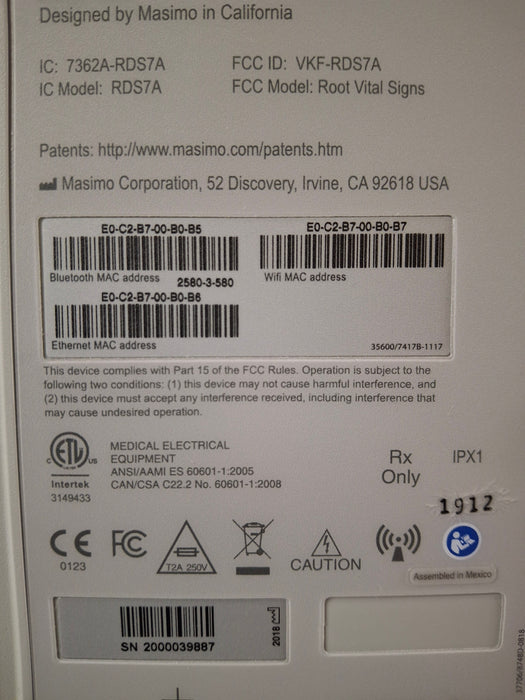 Designed by Masimo in California
IC: 7362A-RDS7A
FCC ID: VKF-RDS7A
IC Model: RDS7A
FCC Model: Root Vital Signs
Patents: http://www.masimo.com/patents.htm
Masimo Corporation, 52 Discovery, Irvine, CA 92618 USA
E0-C2-B7-00-B0-B5
E0-C2-B7-00-B0-B7
Bluetooth MAC address
2580-3-580
Wifi MAC address
E0-C2-B7-00-B0-B6
Ethernet MAC address
35600/7417B-1117
This device complies with Part 15 of the FCC Rules. Operation is subject to the
following two conditions: (1) this device may not cause harmful interference, and
(2) this device must accept any interference received, including interference that
may cause undesired operation.
ETL
C US
Intertek
3149433
MEDICAL ELECTRICAL
EQUIPMENT
ANSI/AAMI ES 60601-1:2005
CAN/CSA C22.2 No. 60601-1:2008
Rx
Only
IPX1
1912
CE
0123
FC
T2A 250V
CAUTION
Assembled in Mexico
SN 2000039887
2018